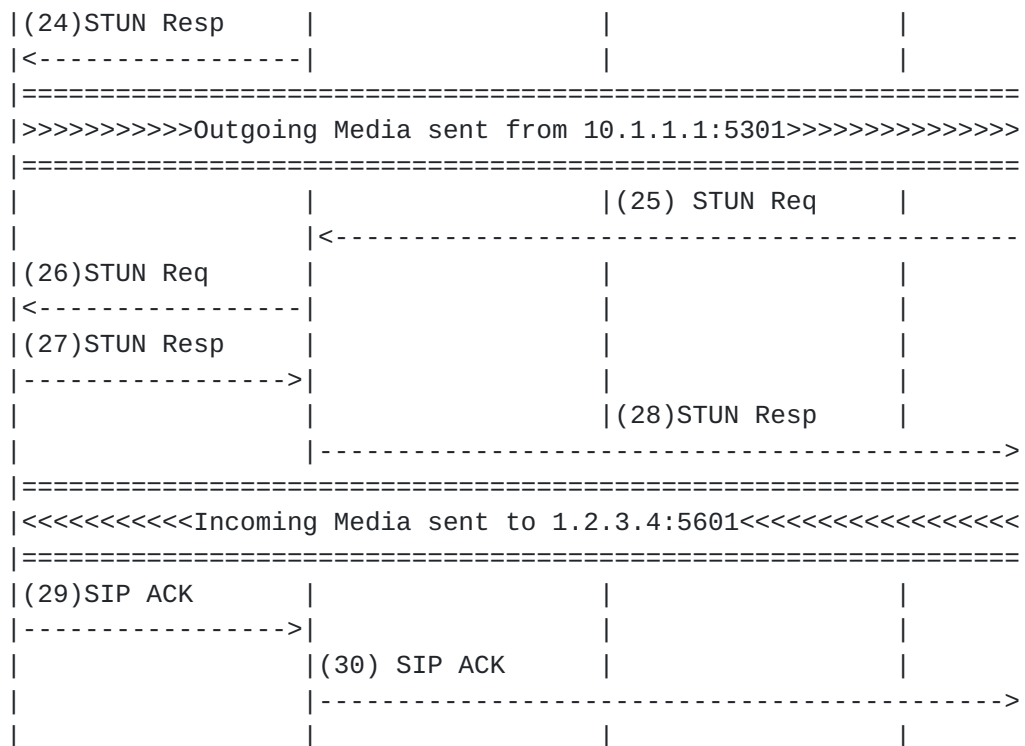 |(24)STUN Resp     |                  |                  |
|<-----------------|                  |                  |
|================================================================
|>>>>>>>>>>>Outgoing Media sent from 10.1.1.1:5301>>>>>>>>>>>>>>>
|================================================================
|                  |                  |(25) STUN Req     |
|                  |<--------------------------------------------
|(26)STUN Req      |                  |                  |
|<-----------------|                  |                  |
|(27)STUN Resp     |                  |                  |
|----------------->|                  |                  |
|                  |                  |(28)STUN Resp     |
|                  |-------------------------------------------->
|================================================================
|<<<<<<<<<<<Incoming Media sent to 1.2.3.4:5601<<<<<<<<<<<<<<<<<<
|================================================================
|(29)SIP ACK       |                  |                  |
|----------------->|                  |                  |
|                  |(30) SIP ACK      |                  |
|                  |-------------------------------------------->
|                  |                  |                  |